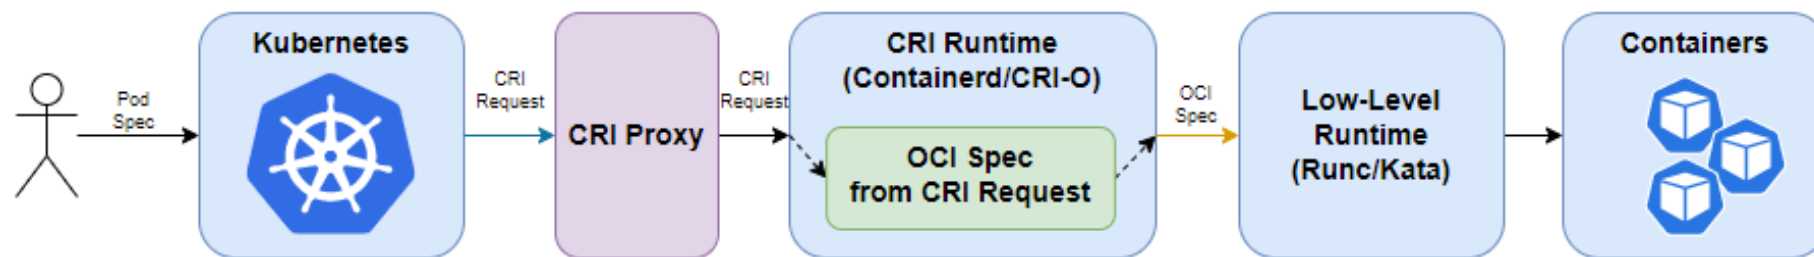 Pod
Spec
Kubernetes
CRI
Request
CRI Proxy
CRI
Request
CRI Runtime
(Containerd/CRI-O)
OCI Spec
from CRI Request
OCI
Spec
Low-Level
Runtime
(Runc/Kata)
Containers